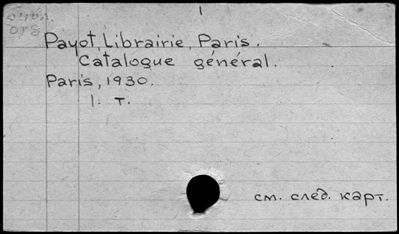 1
Payot, Librairie, Paris.
Catalogue général.
Paris, 1930.
1. т.
см. след. карт.